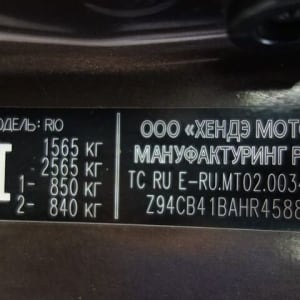 ОДЕЛЬ: RIO
1565 КГ
2565 КГ
1- 850 КГ
2- 840 КГ
ООО «ХЕНДЭ МОТО
МАНУФАКТУРИНГ Р
ТС RU E-RU.MT02.003
Z94CB41BAHR4588